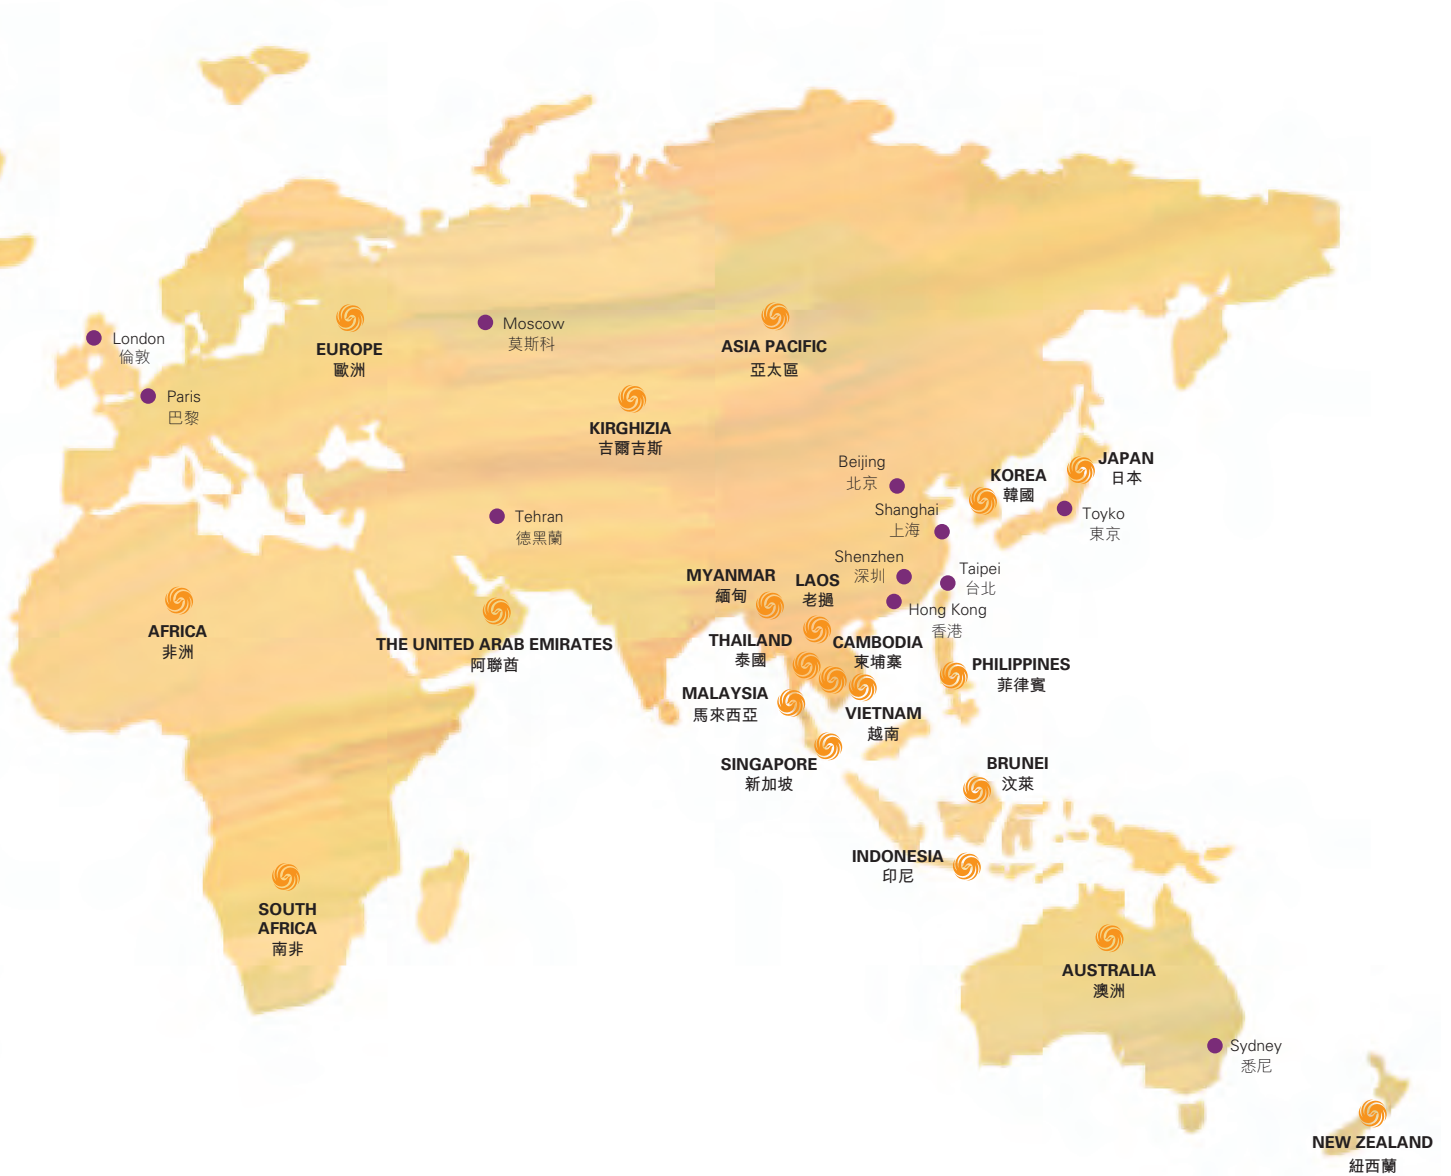 London
倫敦
Paris
巴黎
EUROPE
歐洲
Moscow
莫斯科
ASIA PACIFIC
亞太區
KIRGHIZIA
吉爾吉斯
Tehran
德黑蘭
Beijing
北京
Shanghai
上海
KOREA
韓國
JAPAN
日本
Toyko
東京
Shenzhen
深圳
Taipei
台北
Hong Kong
香港
MYANMAR
緬甸
LAOS
老撾
AFRICA
非洲
THE UNITED ARAB EMIRATES
阿聯酋
THAILAND
泰國
CAMBODIA
柬埔寨
PHILIPPINES
菲律賓
MALAYSIA
馬來西亞
VIETNAM
越南
SINGAPORE
新加坡
BRUNEI
汶萊
INDONESIA
印尼
SOUTH
AFRICA
南非
AUSTRALIA
澳洲
Sydney
悉尼
NEW ZEALAND
紐西蘭